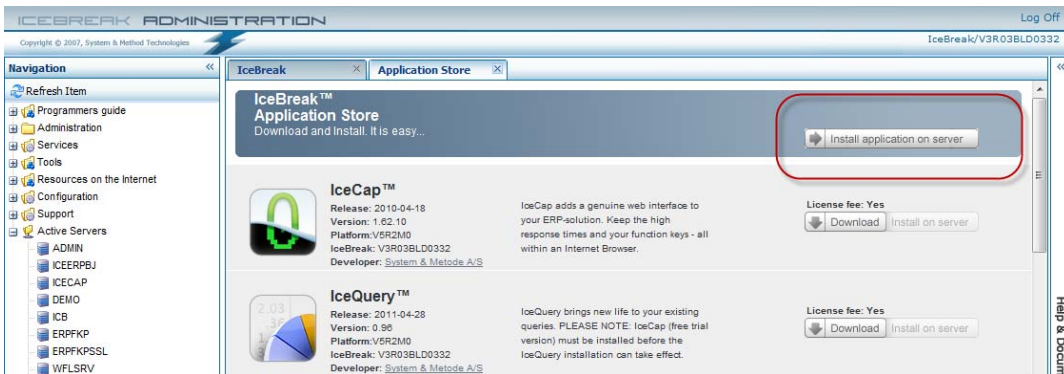 ICEBREAK ADMINISTRATION
Log Off
Copyright © 2007, System & Method Technologies
IceBreak/V3R03BLD0332
Navigation
Refresh Item
Programmers guide
Administration
Services
Tools
Resources on the Internet
Configuration
Support
Active Servers
ADMIN
ICEERPBJ
ICECAP
DEMO
ICB
ERPFKP
ERPFKPSSL
WFLSRV
IceBreak
Application Store
IceBreak™
Application Store
Download and Install. It is easy...
Install application on server
IceCap™
Release: 2010-04-18
Version: 1.62.10
Platform:V5R2M0
IceBreak: V3R03BLD0332
Developer: System & Metode A/S
IceCap adds a genuine web interface to
your ERP-solution. Keep the high
response times and your function keys - all
within an Internet Browser.
License fee: Yes
Download
Install on server
IceQuery™
Release: 2011-04-28
Version: 0.96
Platform:V5R2M0
IceBreak: V3R03BLD0332
Developer: System & Metode A/S
IceQuery brings new life to your existing
queries. PLEASE NOTE: IceCap (free trial
version) must be installed before the
IceQuery installation can take effect.
License fee: Yes
Download
Install on server
Help & Docum